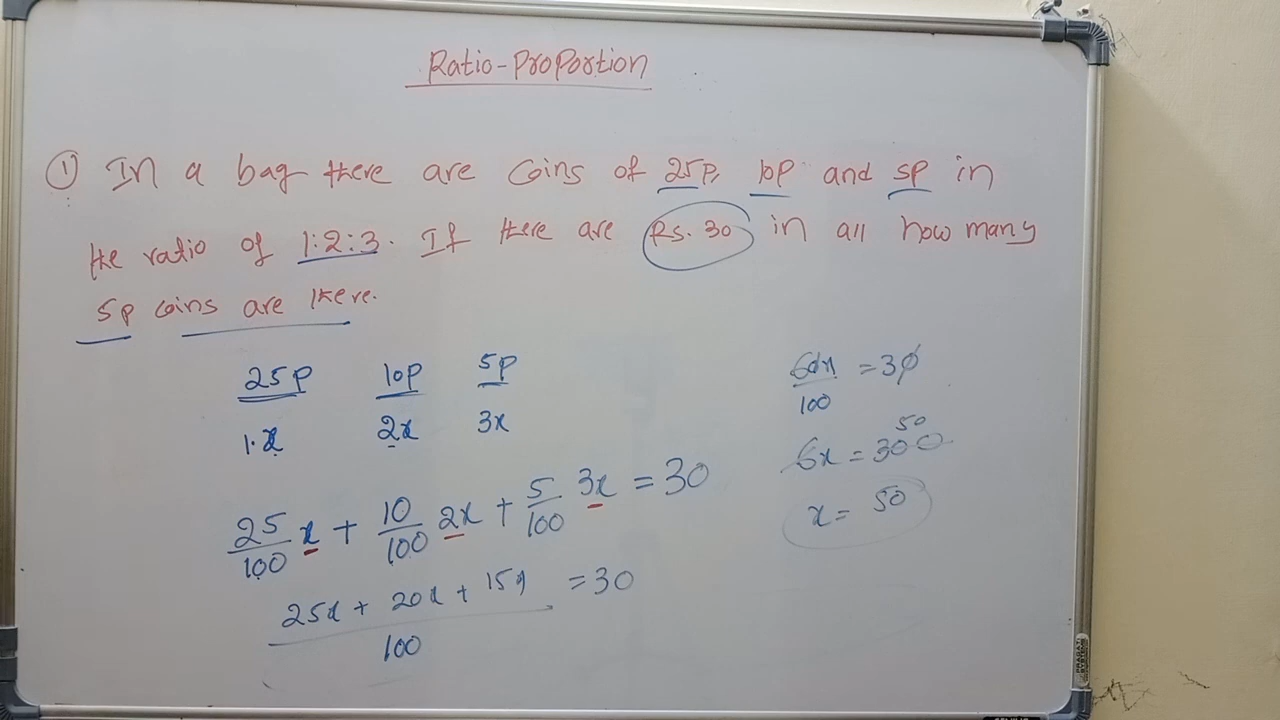 Ratio-Proportion
① In a bag there are Coins of 25p, 10p and 5p in
the ratio of 1:2:3. If there are Rs. 30 in all how many
5p coins are there.
25p 10p 5p
1.x 2x 3x
25/100 x + 10/100 2x + 5/100 3x = 30
25x + 20x + 15x / 100 = 30
60x/100 = 30
50
6x = 300
x = 50
PRAGATI SYSTEMS